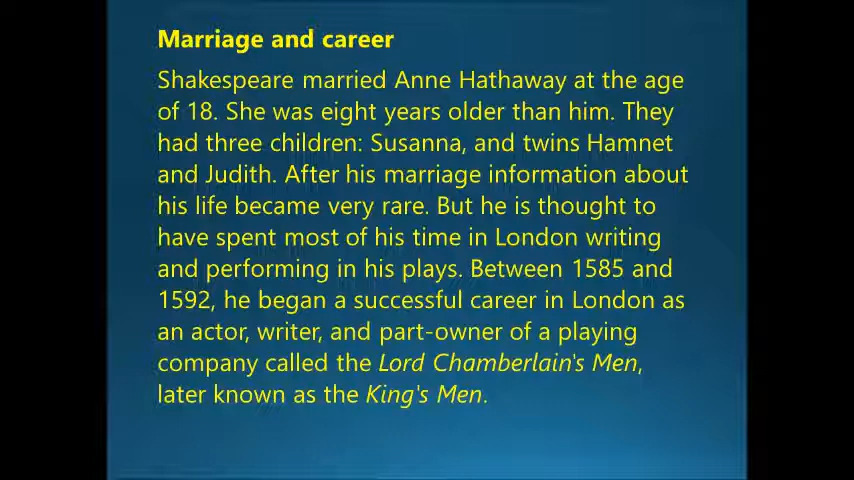 Marriage and career
Shakespeare married Anne Hathaway at the age
of 18. She was eight years older than him. They
had three children: Susanna, and twins Hamnet
and Judith. After his marriage information about
his life became very rare. But he is thought to
have spent most of his time in London writing
and performing in his plays. Between 1585 and
1592, he began a successful career in London as
an actor, writer, and part-owner of a playing
company called the Lord Chamberlain's Men,
later known as the King's Men.